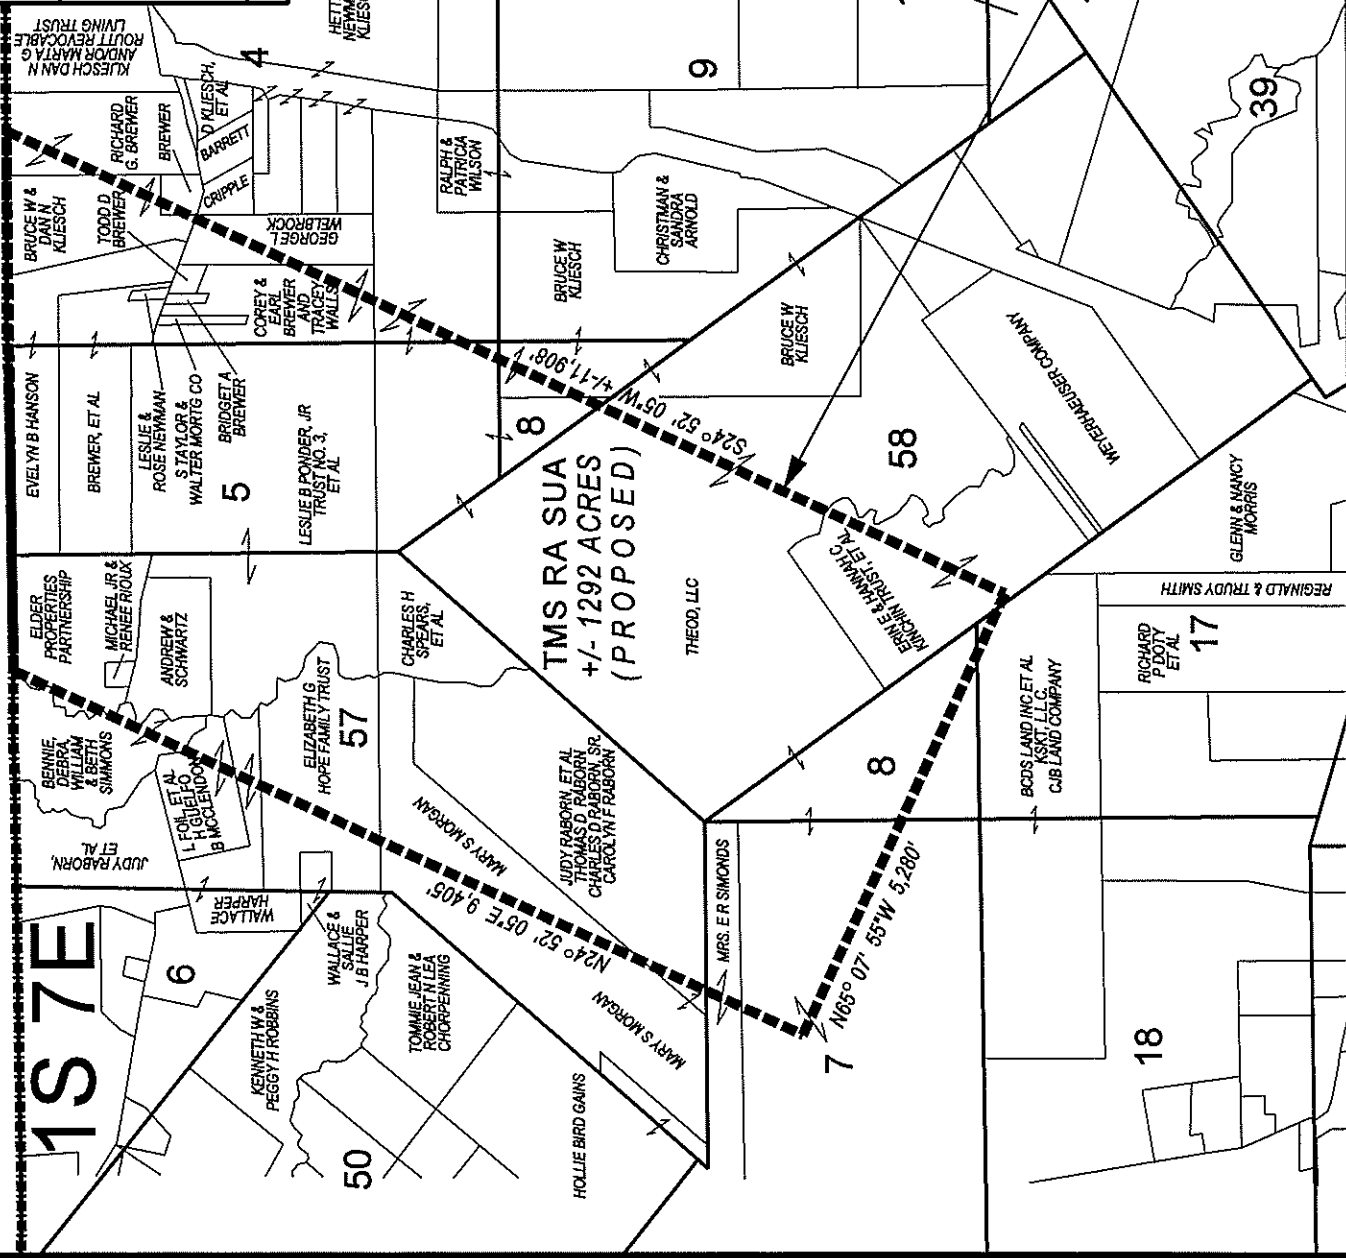 1S 7E
KLIESCH DAN N
AND/OR MARTA G
ROUTT REVOCABLE
LIVING TRUST
4
D KLIESCH,
ET AL
BARRETT
CRIPPLE
RICHARD
G. BREWER
BREWER
BRUCE W &
DAN N
KLIESCH
TODD D
BREWER
GEORGE L
WELBROCK
COREY &
EARL
BREWER
AND
TRACEY
WALLS
RALPH &
PATRICIA
WILSON
9
CHRISTMAN &
SANDRA
ARNOLD
BRUCE W
KLIESCH
BRUCE W
KLIESCH
39
EVELYN B HANSON
BREWER, ET AL
LESLIE &
ROSE NEWMAN
S TAYLOR &
WALTER MORTG CO
BRIDGET A
BREWER
5
LESLIE B PONDER, JR
TRUST NO. 3,
ET AL
8
S24° 52' 05"W
+/-11,908'
TMS RA SUA
+/- 1292 ACRES
(PROPOSED)
THEOD, LLC
58
WEYERHAEUSER COMPANY
ERIN E & HANNAH C
KINCHIN TRUST, ET AL
GLENN & NANCY
MORRIS
REGINALD & TRUDY SMITH
RICHARD
P DOTY
ET AL
17
ELDER
PROPERTIES
PARTNERSHIP
MICHAEL JR &
RENEE RIOUX
ANDREW &
SCHWARTZ
CHARLES H
SPEARS,
ET AL
BENNIE,
DEBRA,
WILLIAM
& BETH
SIMMONS
L FOIL ET AL
H GUELFO
B MCCLENDON
ELIZABETH G
HOPE FAMILY TRUST
57
JUDY RABORN,
ET AL
MARY S MORGAN
JUDY RABORN, ET AL
THOMAS D. RABORN
CHARLES D RABORN, SR.
CAROLYN F RABORN
N24° 52' 05"E 9,405'
8
BCDS LAND INC ET AL
KSKT, L.L.C.
CJB LAND COMPANY
MRS. E R SIMONDS
N65° 07' 55"W 5,280'
7
18
WALLACE
HARPER
6
WALLACE &
SALLIE
J B HARPER
KENNETH W &
PEGGY H ROBBINS
TOMMIE JEAN &
ROBERT N LEA
CHORPENNING
MARY S MORGAN
50
HOLLIE BIRD GAINS